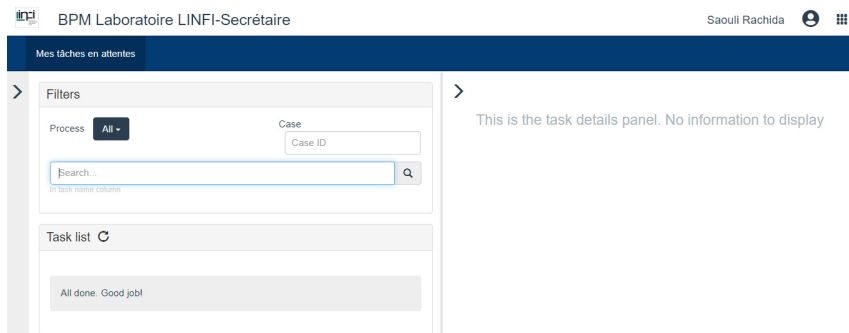 iinfi
BPM Laboratoire LINFI-Secrétaire
Saouli Rachida
Mes tâches en attentes
Filters
Process
All
Case
Case ID
Search...
In task name column
Task list
All done. Good job!
This is the task details panel. No information to display